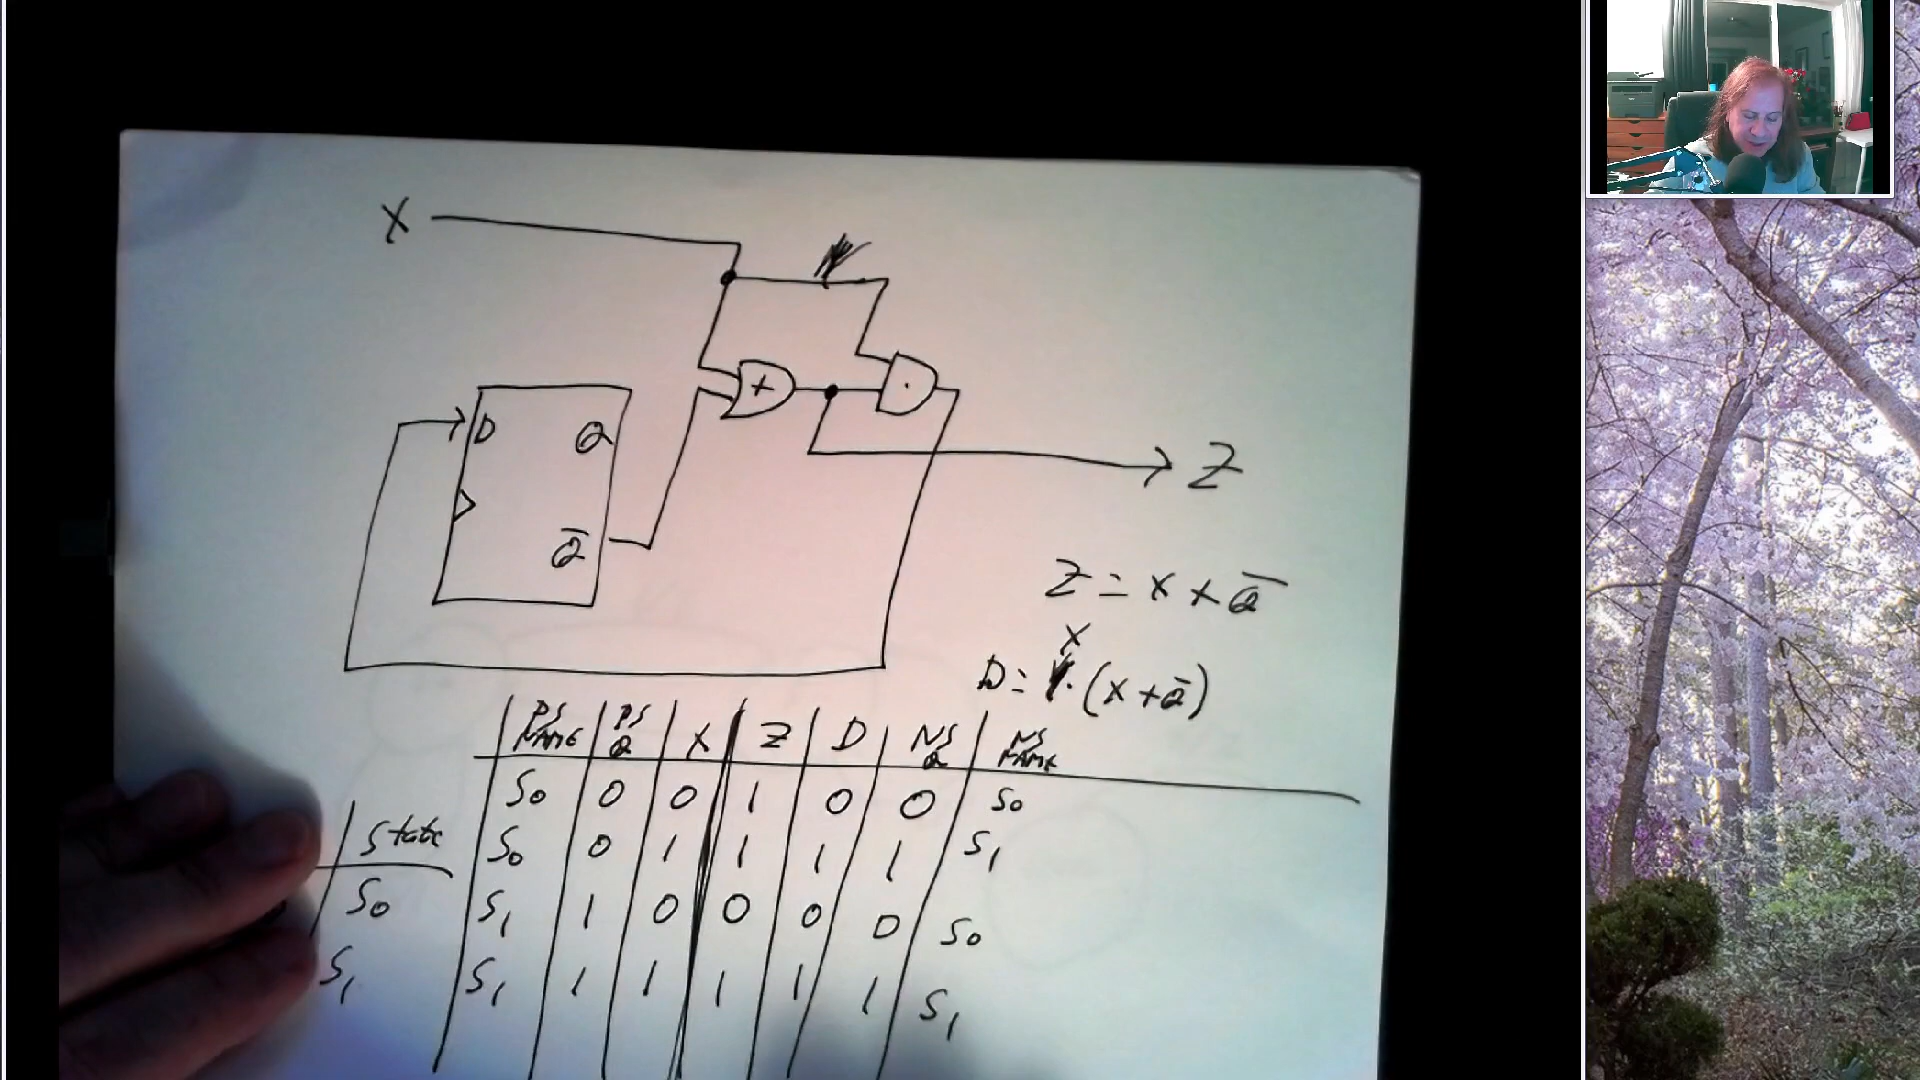 X
D Q
Q̅
+
·
Z
Z = X + Q̅
X
D = · (X + Q̅)
PS NAME | PS Q | X | Z | D | NS Q | NS NAME
S0 | 0 | 0 | 1 | 0 | 0 | S0
S0 | 0 | 1 | 1 | 1 | 1 | S1
S1 | 1 | 0 | 0 | 0 | 0 | S0
S1 | 1 | 1 | 1 | 1 | 1 | S1
State
S0
S1